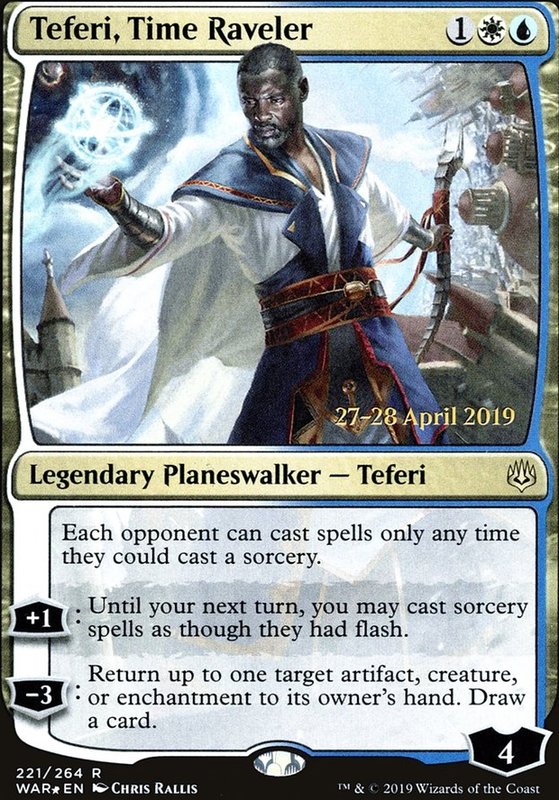 Teferi, Time Raveler 1
27–28 April 2019
Legendary Planeswalker — Teferi
Each opponent can cast spells only any time
they could cast a sorcery.
+1 : Until your next turn, you may cast sorcery
spells as though they had flash.
−3 : Return up to one target artifact, creature,
or enchantment to its owner's hand. Draw
a card.
4
221/264 R
WAR★EN Chris Rallis
™ & © 2019 Wizards of the Coast